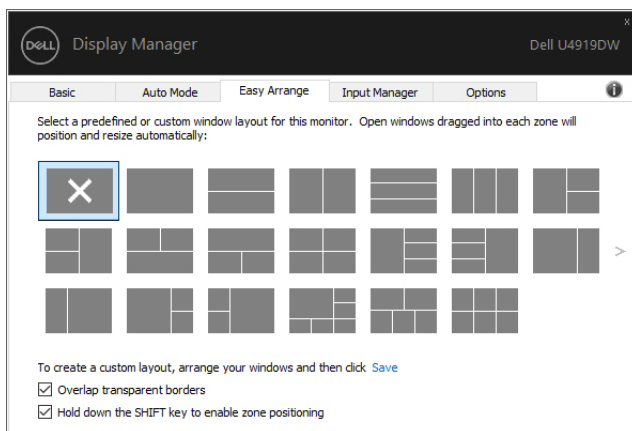 x
DELL Display Manager Dell U4919DW
Basic Auto Mode Easy Arrange Input Manager Options i
Select a predefined or custom window layout for this monitor. Open windows dragged into each zone will
position and resize automatically:
To create a custom layout, arrange your windows and then click Save
Overlap transparent borders
Hold down the SHIFT key to enable zone positioning